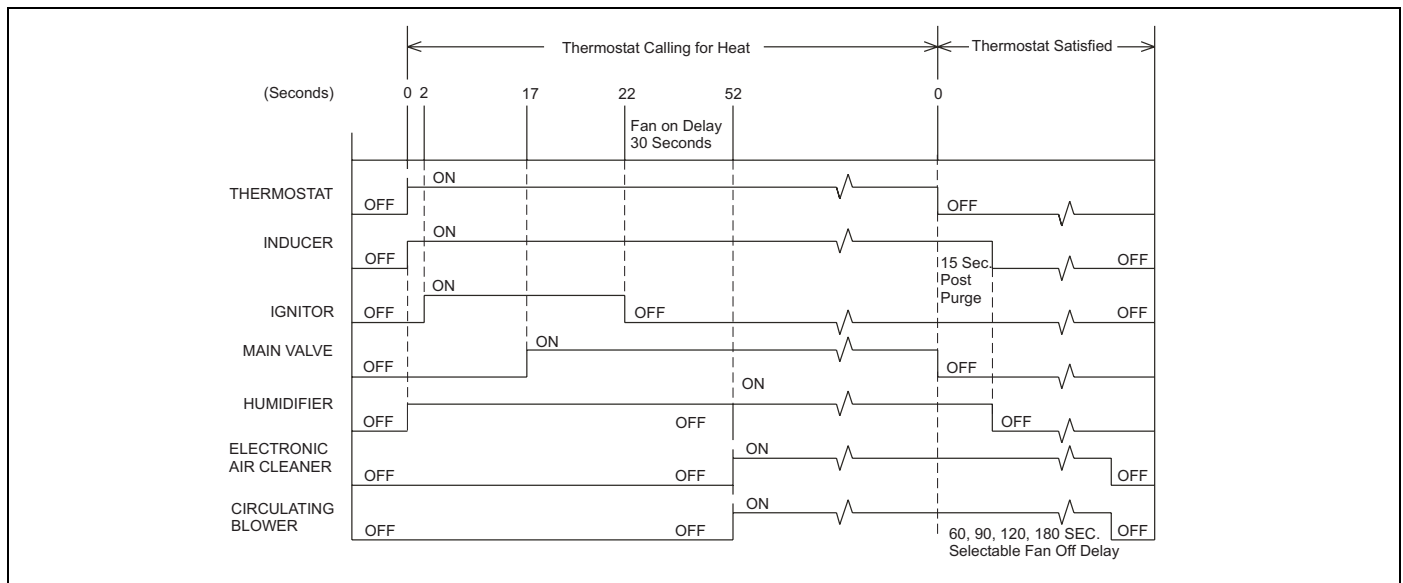 Thermostat Calling for Heat
Thermostat Satisfied
(Seconds) 0 2 17 22 52 0
Fan on Delay
30 Seconds
THERMOSTAT OFF ON OFF
INDUCER OFF ON OFF
15 Sec.
Post
Purge
IGNITOR OFF ON OFF OFF
MAIN VALVE OFF ON OFF
HUMIDIFIER OFF OFF ON OFF
ELECTRONIC
AIR CLEANER OFF OFF ON OFF
CIRCULATING
BLOWER OFF OFF ON OFF
60, 90, 120, 180 SEC.
Selectable Fan Off Delay